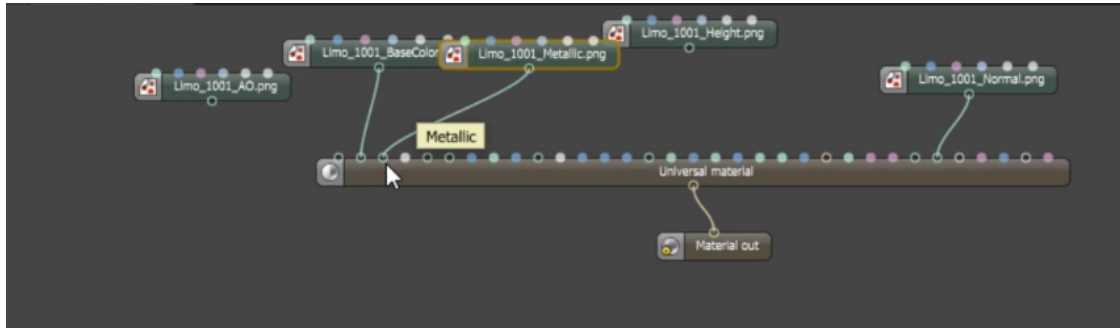 Limo_1001_Height.png
Limo_1001_BaseColor
Limo_1001_Metallic.png
Limo_1001_AO.png
Limo_1001_Normal.png
Metallic
Universal material
Material out